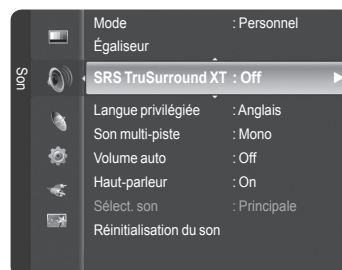 Son
Mode : Personnel
Égaliseur
SRS TruSurround XT : Off
Langue privilégiée : Anglais
Son multi-piste : Mono
Volume auto : Off
Haut-parleur : On
Sélect. son : Principale
Réinitialisation du son